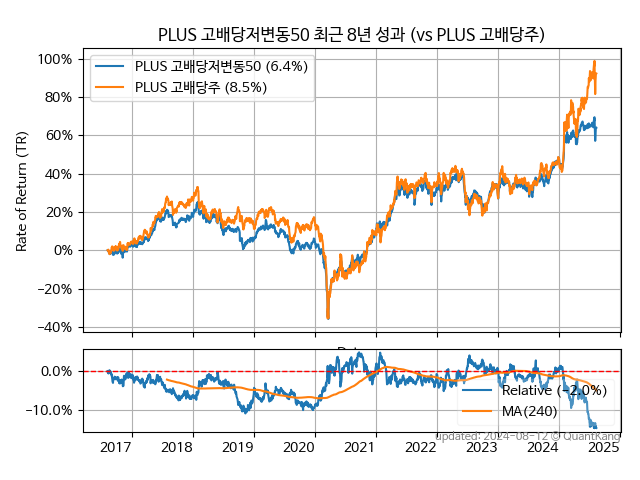 PLUS 고배당저변동50 최근 8년 성과 (vs PLUS 고배당주)
Rate of Return (TR)
100%
80%
60%
40%
20%
0%
−20%
−40%
PLUS 고배당저변동50 (6.4%)
PLUS 고배당주 (8.5%)
0.0%
−10.0%
Relative (−2.0%)
MA(240)
updated: 2024-08-12 © QuantKang
2017 2018 2019 2020 2021 2022 2023 2024 2025